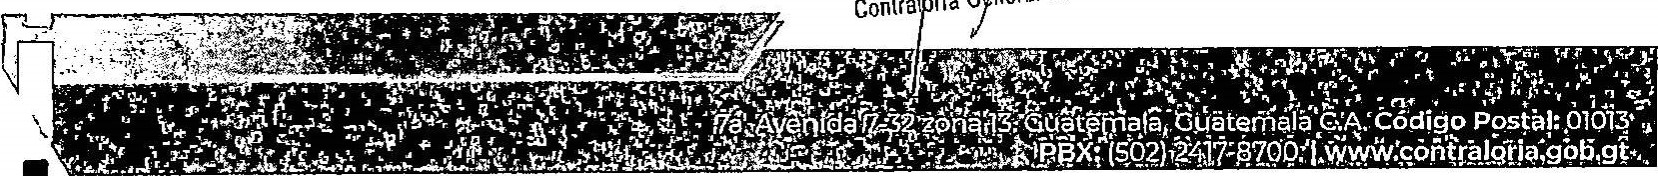 Contraloría
7a. Avenida 7-32 zona 13, Guatemala, Guatemala C.A. Código Postal: 01013
PBX: (502) 2417-8700 | www.contraloria.gob.gt